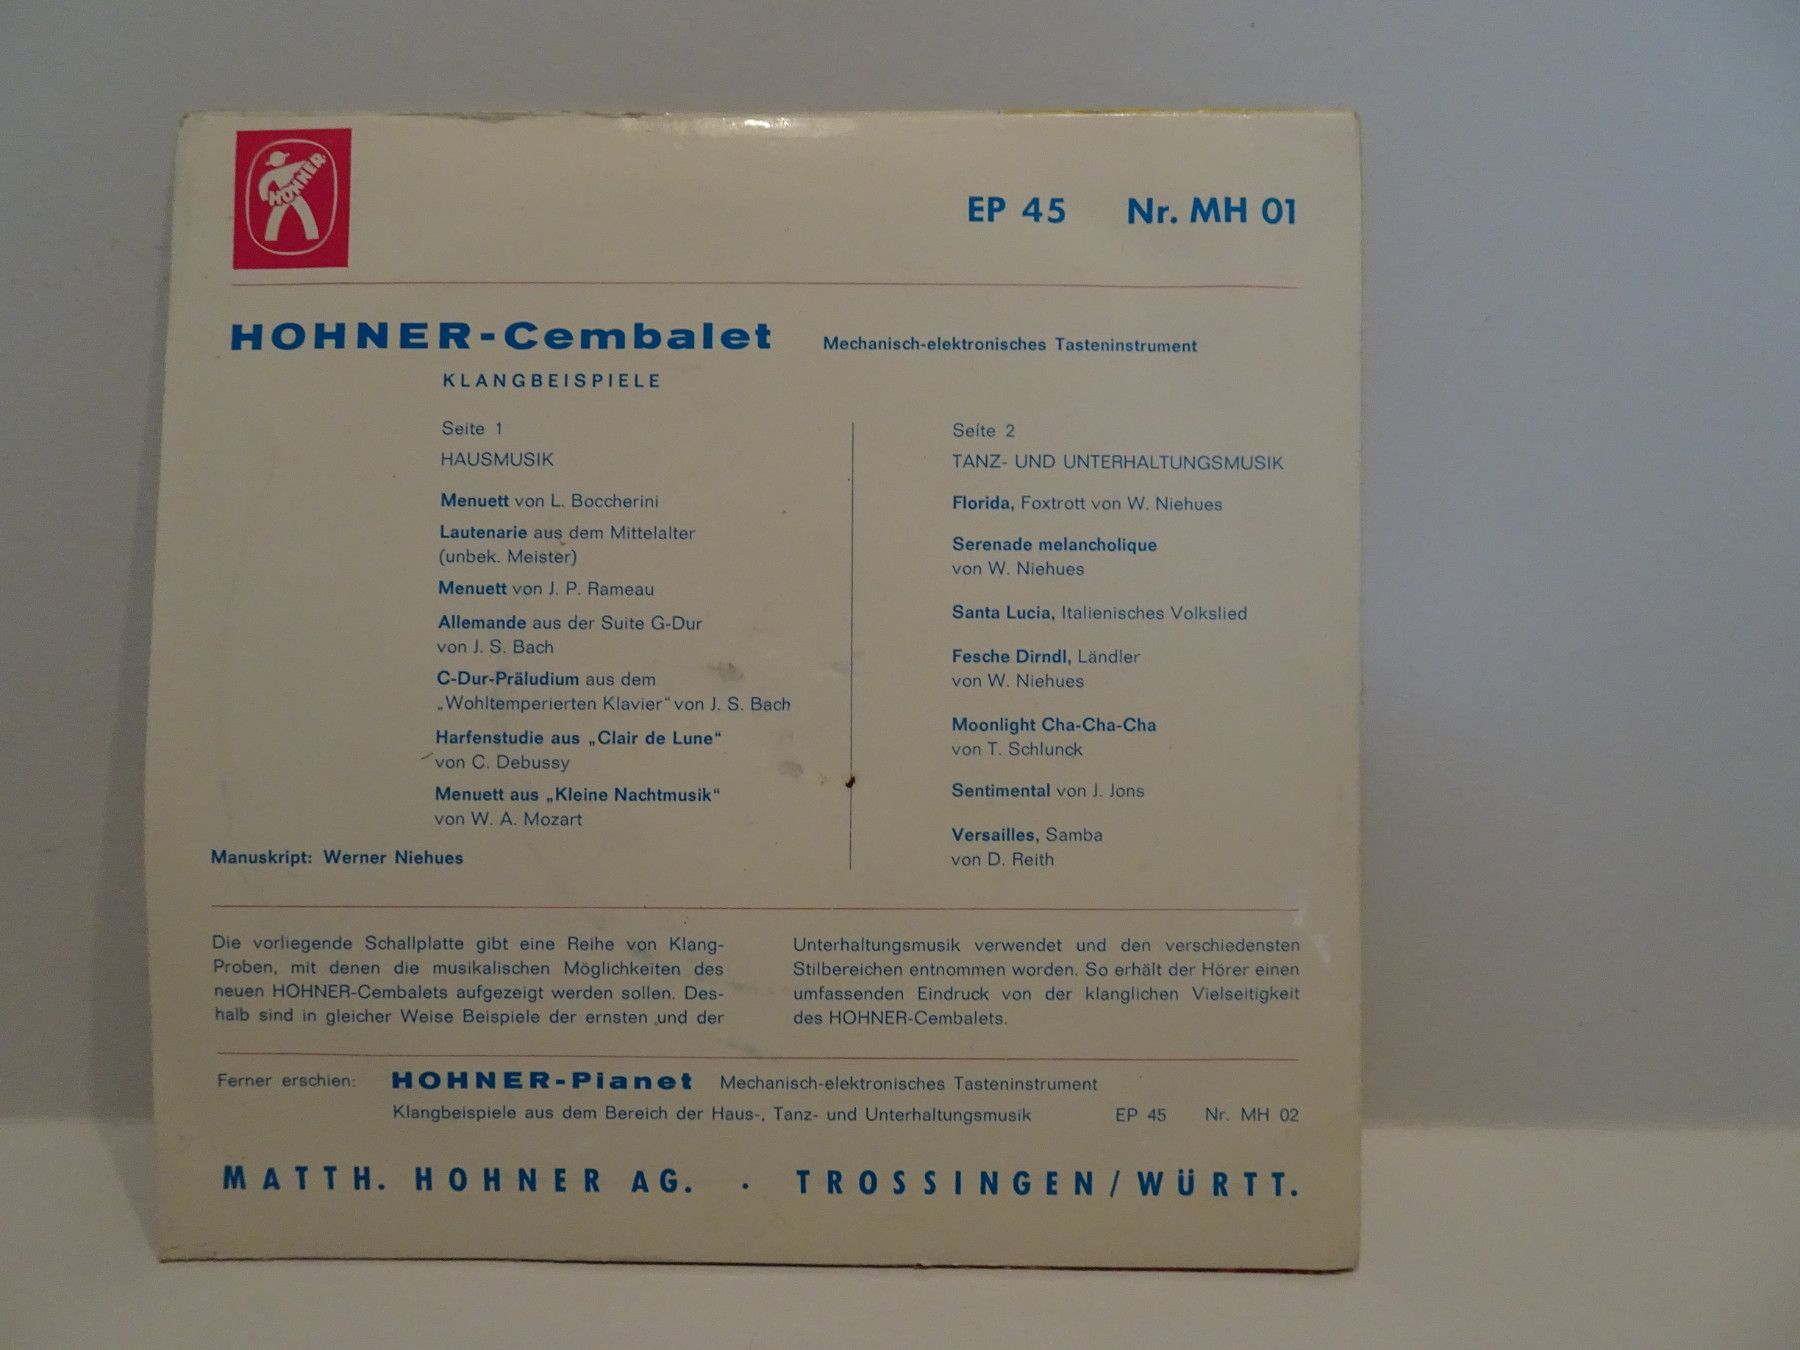 HOHNER
EP 45 Nr. MH 01
HOHNER-Cembalet Mechanisch-elektronisches Tasteninstrument
KLANGBEISPIELE
Seite 1
HAUSMUSIK
Menuett von L. Boccherini
Lautenarie aus dem Mittelalter
(unbek. Meister)
Menuett von J. P. Rameau
Allemande aus der Suite G-Dur
von J. S. Bach
C-Dur-Präludium aus dem
„Wohltemperierten Klavier“ von J. S. Bach
Harfenstudie aus „Clair de Lune“
von C. Debussy
Menuett aus „Kleine Nachtmusik“
von W. A. Mozart
Manuskript: Werner Niehues
Seite 2
TANZ- UND UNTERHALTUNGSMUSIK
Florida, Foxtrott von W. Niehues
Serenade melancholique
von W. Niehues
Santa Lucia, Italienisches Volkslied
Fesche Dirndl, Ländler
von W. Niehues
Moonlight Cha-Cha-Cha
von T. Schlunck
Sentimental von J. Jons
Versailles, Samba
von D. Reith
Die vorliegende Schallplatte gibt eine Reihe von Klang-
Proben, mit denen die musikalischen Möglichkeiten des
neuen HOHNER-Cembalets aufgezeigt werden sollen. Des-
halb sind in gleicher Weise Beispiele der ernsten und der
Unterhaltungsmusik verwendet und den verschiedensten
Stilbereichen entnommen worden. So erhält der Hörer einen
umfassenden Eindruck von der klanglichen Vielseitigkeit
des HOHNER-Cembalets.
Ferner erschien: HOHNER-Pianet Mechanisch-elektronisches Tasteninstrument
Klangbeispiele aus dem Bereich der Haus-, Tanz- und Unterhaltungsmusik EP 45 Nr. MH 02
MATTH. HOHNER AG. · TROSSINGEN/WÜRTT.